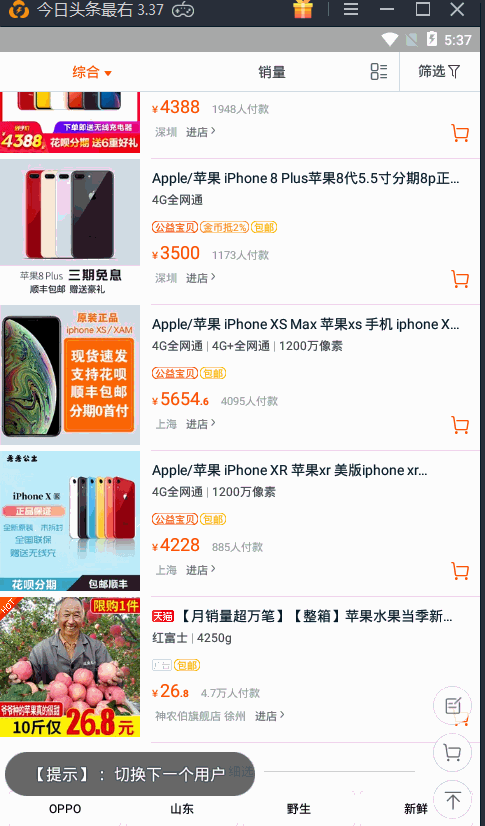 今日头条最右 3.37
5:37
综合
销量
筛选
¥4388 1948人付款
深圳 进店>
下单即送无线充电器
4388 花呗分期 送6重好礼
Apple/苹果 iPhone 8 Plus苹果8代5.5寸分期8p正...
4G全网通
公益宝贝 金币抵2% 包邮
¥3500 1173人付款
深圳 进店>
苹果8 Plus 三期免息
顺丰包邮 赠送豪礼
Apple/苹果 iPhone XS Max 苹果xs 手机 iphone X...
4G全网通 | 4G+全网通 | 1200万像素
公益宝贝 包邮
¥5654.6 4095人付款
上海 进店>
原装正品
iphone XS/XAM
现货速发
支持花呗
顺丰包邮
分期0首付
Apple/苹果 iPhone XR 苹果xr 美版iphone xr...
4G全网通 | 1200万像素
公益宝贝 包邮
¥4228 885人付款
上海 进店>
iPhone X R
正品保证
全新原装 未拆封
全国联保
赠送无线充
花呗分期 包邮顺丰
天猫 【月销量超万笔】【整箱】苹果水果当季新...
红富士 | 4250g
广告 包邮
¥26.8 4.7万人付款
神农伯旗舰店 徐州 进店>
HOT
限购1件
爷爷种的苹果真的很甜
10斤仅 26.8元
【提示】：切换下一个用户
细选
OPPO
山东
野生
新鲜